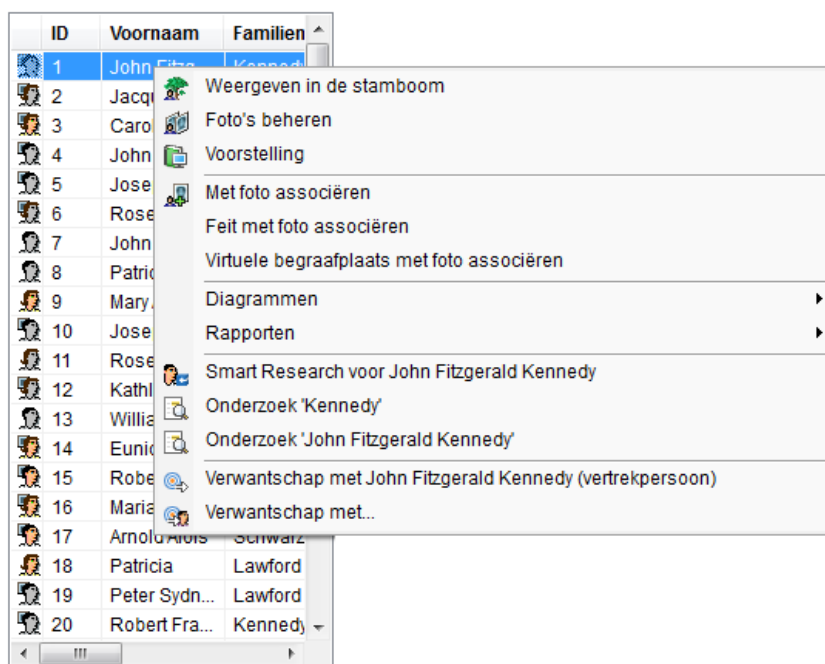 ID Voornaam Familien
1 John Fitzg... Kennedy
Weergeven in de stamboom
2 Jacqu
Foto's beheren
3 Carol
4 John
Voorstelling
5 Jose
Met foto associëren
6 Rose
Feit met foto associëren
7 John
Virtuele begraafplaats met foto associëren
8 Patric
9 Mary
Diagrammen
10 Jose
Rapporten
11 Rose
Smart Research voor John Fitzgerald Kennedy
12 Kathl
Onderzoek 'Kennedy'
13 Willia
Onderzoek 'John Fitzgerald Kennedy'
14 Eunic
15 Robe
Verwantschap met John Fitzgerald Kennedy (vertrekpersoon)
16 Maria
Verwantschap met...
17 Arnold Alois Schwarz
18 Patricia Lawford
19 Peter Sydn... Lawford
20 Robert Fra... Kennedy